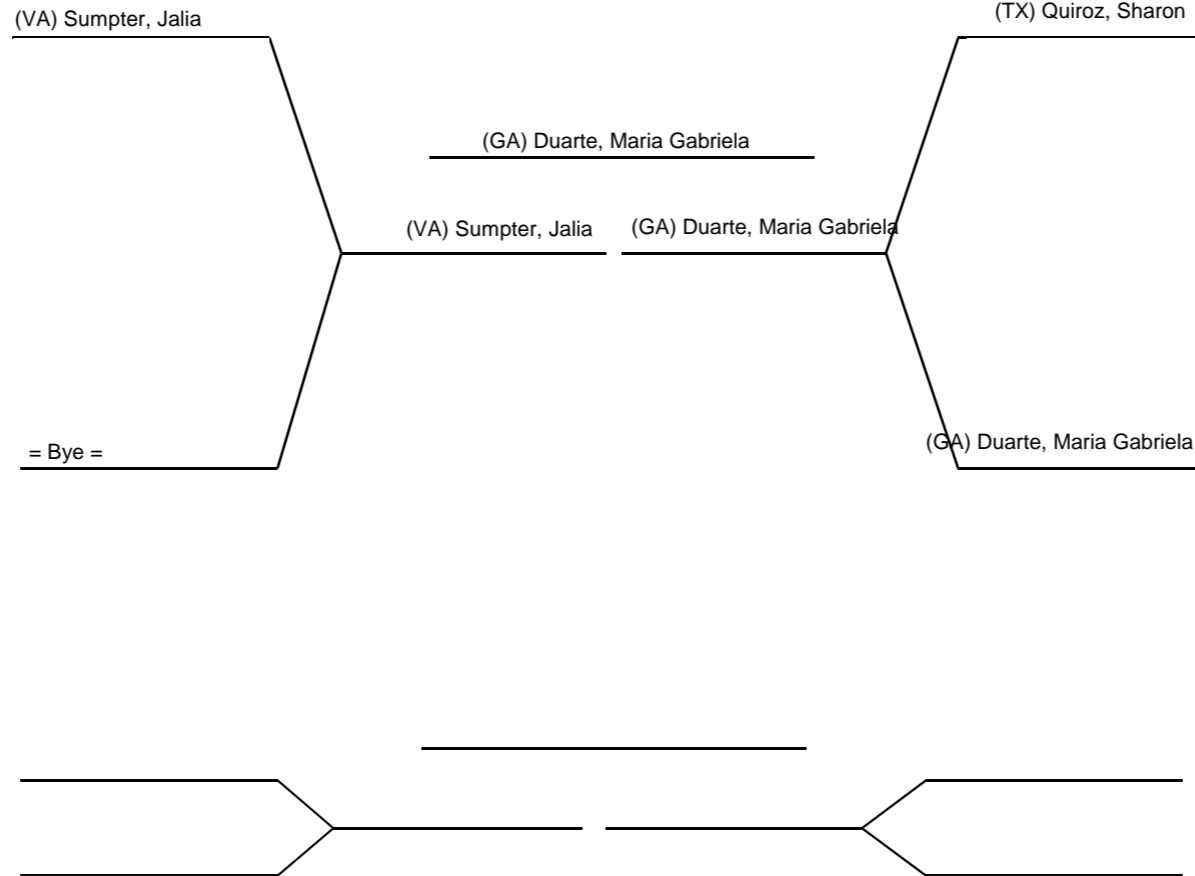 (VA) Sumpter, Jalia
(TX) Quiroz, Sharon
(GA) Duarte, Maria Gabriela
(VA) Sumpter, Jalia
(GA) Duarte, Maria Gabriela
= Bye =
(GA) Duarte, Maria Gabriela